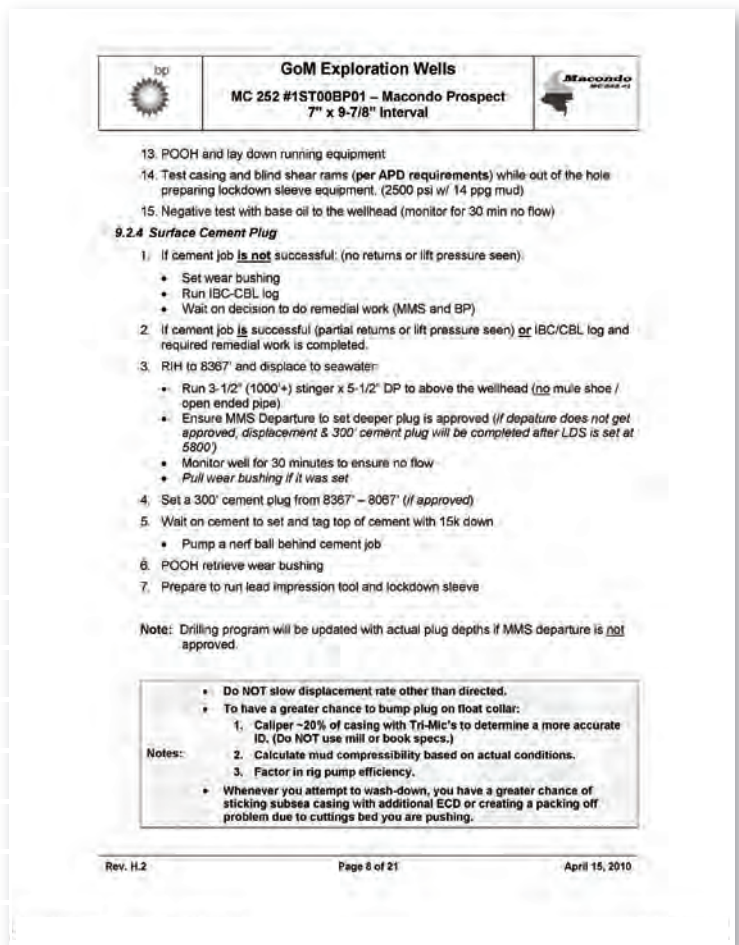 bp
GoM Exploration Wells
MC 252 #1ST00BP01 – Macondo Prospect
7" x 9-7/8" Interval
Macondo
13. POOH and lay down running equipment
14. Test casing and blind shear rams (per APD requirements) while out of the hole
preparing lockdown sleeve equipment. (2500 psi w/ 14 ppg mud)
15. Negative test with base oil to the wellhead (monitor for 30 min no flow)
9.2.4 Surface Cement Plug
1. If cement job is not successful: (no returns or lift pressure seen)
• Set wear bushing
• Run IBC-CBL log
• Wait on decision to do remedial work (MMS and BP)
2. If cement job is successful (partial returns or lift pressure seen) or IBC/CBL log and
required remedial work is completed.
3. RIH to 8367' and displace to seawater
• Run 3-1/2" (1000'+) stinger x 5-1/2" DP to above the wellhead (no mule shoe /
open ended pipe)
• Ensure MMS Departure to set deeper plug is approved (if depature does not get
approved, displacement & 300' cement plug will be completed after LDS is set at
5800')
• Monitor well for 30 minutes to ensure no flow
• Pull wear bushing if it was set
4. Set a 300' cement plug from 8367' – 8067' (if approved)
5. Wait on cement to set and tag top of cement with 15k down
• Pump a nerf ball behind cement job
6. POOH retrieve wear bushing
7. Prepare to run lead impression tool and lockdown sleeve
Note: Drilling program will be updated with actual plug depths if MMS departure is not
approved.
• Do NOT slow displacement rate other than directed.
• To have a greater chance to bump plug on float collar:
1. Caliper ~20% of casing with Tri-Mic's to determine a more accurate
ID. (Do NOT use mill or book specs.)
Notes: 2. Calculate mud compressibility based on actual conditions.
3. Factor in rig pump efficiency.
• Whenever you attempt to wash-down, you have a greater chance of
sticking subsea casing with additional ECD or creating a packing off
problem due to cuttings bed you are pushing.
Rev. H.2 Page 8 of 21 April 15, 2010